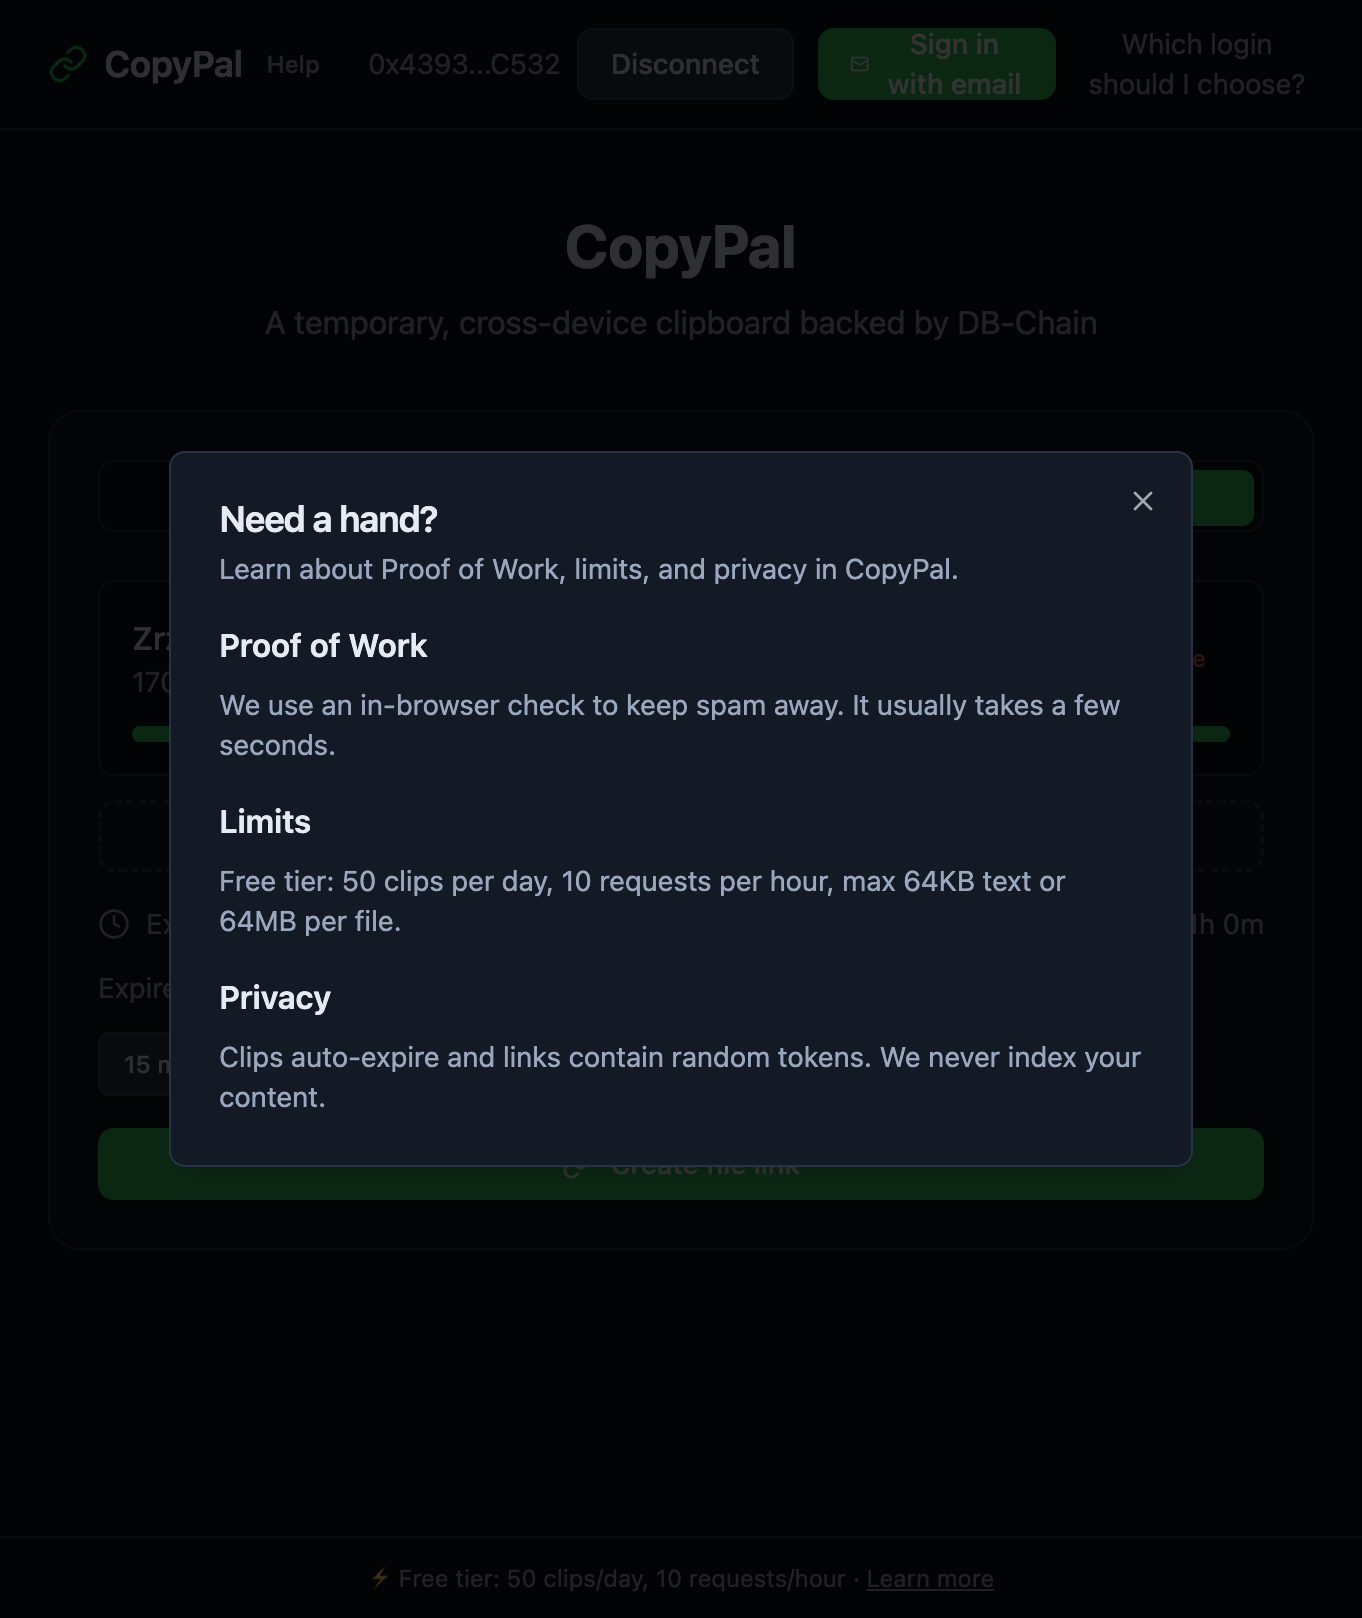 CopyPal
Help
0x4393...C532
Disconnect
Sign in
with email
Which login
should I choose?
CopyPal
A temporary, cross-device clipboard backed by DB-Chain
Need a hand?
Learn about Proof of Work, limits, and privacy in CopyPal.
Proof of Work
We use an in-browser check to keep spam away. It usually takes a few
seconds.
Limits
Free tier: 50 clips per day, 10 requests per hour, max 64KB text or
64MB per file.
Privacy
Clips auto-expire and links contain random tokens. We never index your
content.
0m
15
Create file link
⚡ Free tier: 50 clips/day, 10 requests/hour · Learn more